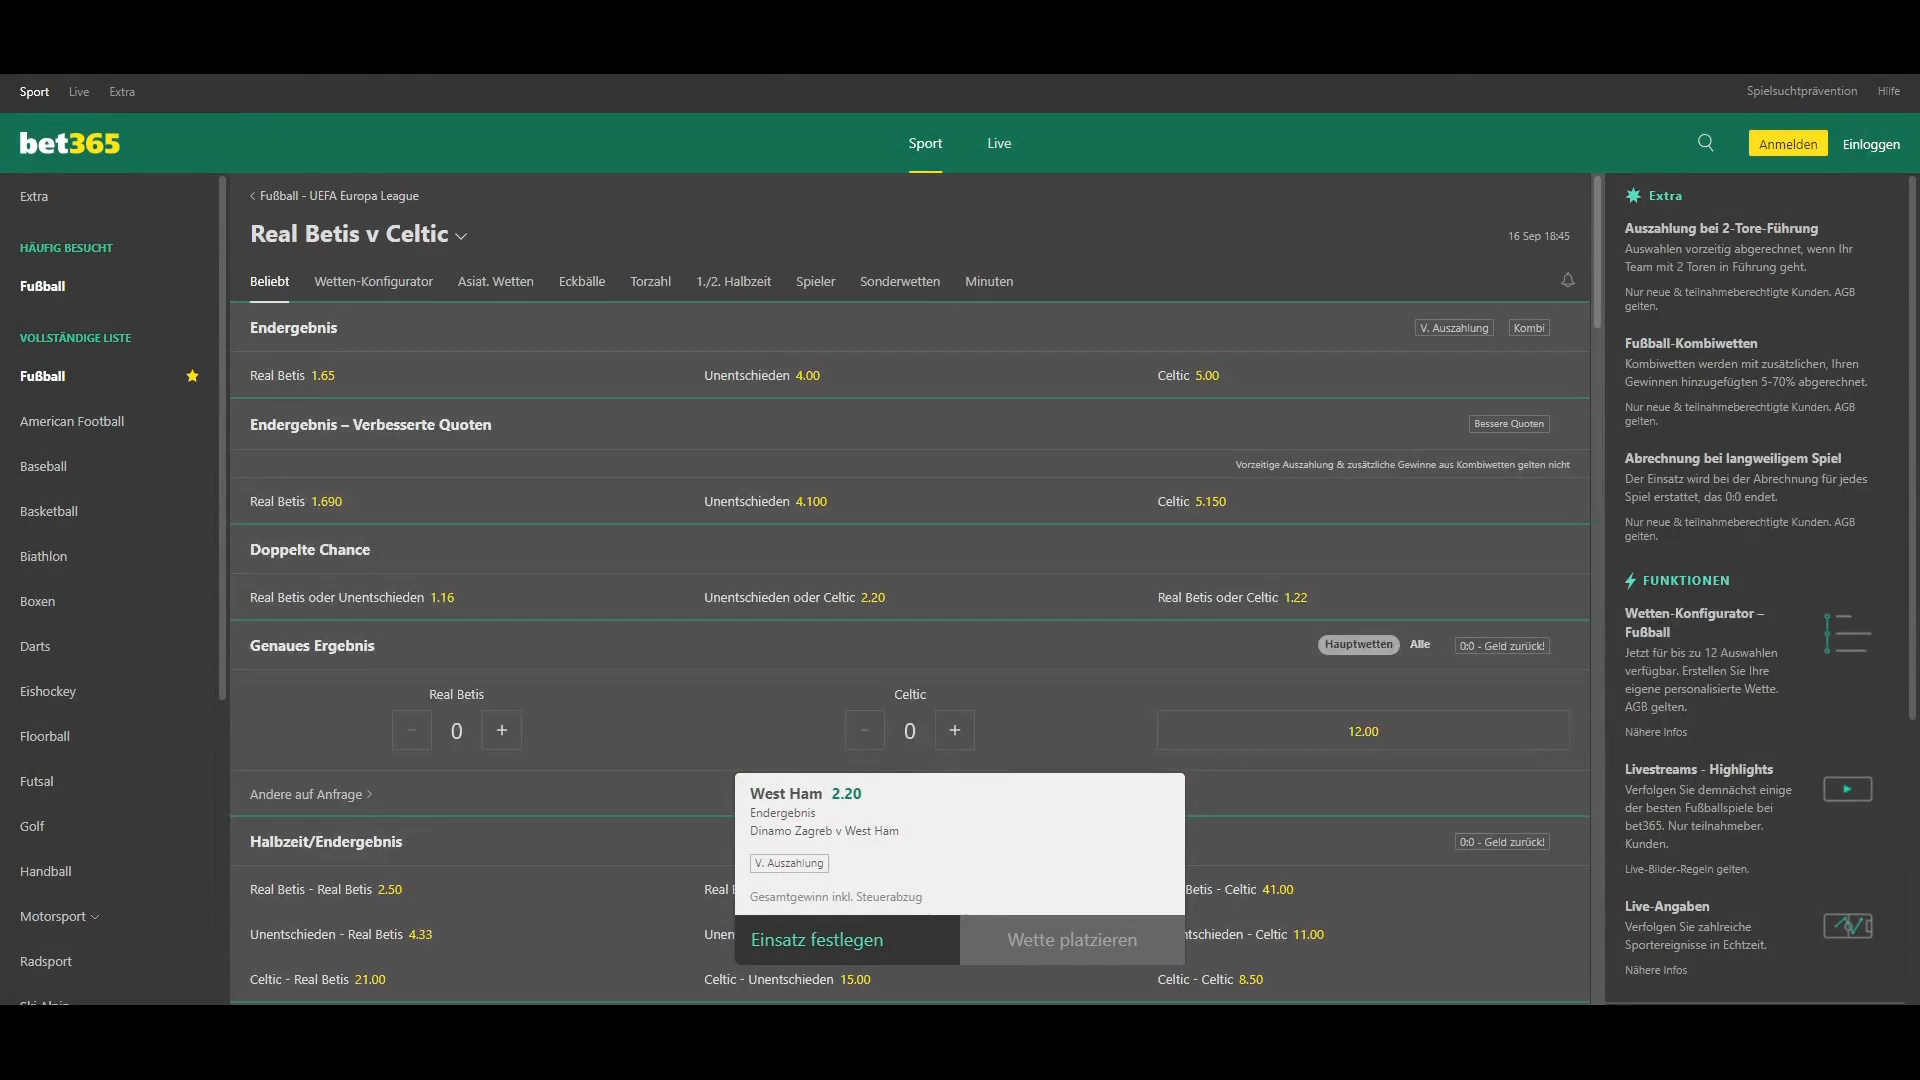 Sport Live Extra
Spielsuchtprävention Hilfe
bet365
Sport Live
Anmelden Einloggen
Extra
HÄUFIG BESUCHT
Fußball
VOLLSTÄNDIGE LISTE
Fußball
American Football
Baseball
Basketball
Biathlon
Boxen
Darts
Eishockey
Floorball
Futsal
Golf
Handball
Motorsport
Radsport
Fußball - UEFA Europa League
Real Betis v Celtic
16 Sep 18:45
Beliebt Wetten-Konfigurator Asiat. Wetten Eckbälle Torzahl 1./2. Halbzeit Spieler Sonderwetten Minuten
Endergebnis V. Auszahlung Kombi
Real Betis 1.65 Unentschieden 4.00 Celtic 5.00
Endergebnis – Verbesserte Quoten Bessere Quoten
Vorzeitige Auszahlung & zusätzliche Gewinne aus Kombiwetten gelten nicht
Real Betis 1.690 Unentschieden 4.100 Celtic 5.150
Doppelte Chance
Real Betis oder Unentschieden 1.16 Unentschieden oder Celtic 2.20 Real Betis oder Celtic 1.22
Genaues Ergebnis Hauptwetten Alle 0:0 - Geld zurück!
Real Betis Celtic
- 0 + - 0 + 12.00
Andere auf Anfrage >
Halbzeit/Endergebnis 0:0 - Geld zurück!
Real Betis - Real Betis 2.50 Real Betis - Celtic 41.00
Unentschieden - Real Betis 4.33 - Celtic 11.00
Celtic - Real Betis 21.00 Celtic - Unentschieden 15.00 Celtic - Celtic 8.50
West Ham 2.20
Endergebnis
Dinamo Zagreb v West Ham
V. Auszahlung
Gesamtgewinn inkl. Steuerabzug
Einsatz festlegen Wette platzieren
Extra
Auszahlung bei 2-Tore-Führung
Auswahlen vorzeitig abgerechnet, wenn Ihr
Team mit 2 Toren in Führung geht.
Nur neue & teilnahmeberechtigte Kunden. AGB
gelten.
Fußball-Kombiwetten
Kombiwetten werden mit zusätzlichen, Ihren
Gewinnen hinzugefügten 5-70% abgerechnet.
Nur neue & teilnahmeberechtigte Kunden. AGB
gelten.
Abrechnung bei langweiligem Spiel
Der Einsatz wird bei der Abrechnung für jedes
Spiel erstattet, das 0:0 endet.
Nur neue & teilnahmeberechtigte Kunden. AGB
gelten.
FUNKTIONEN
Wetten-Konfigurator –
Fußball
Jetzt für bis zu 12 Auswahlen
verfügbar. Erstellen Sie Ihre
eigene personalisierte Wette.
AGB gelten.
Nähere Infos
Livestreams - Highlights
Verfolgen Sie demnächst einige
der besten Fußballspiele bei
bet365. Nur teilnahmeber.
Kunden.
Live-Bilder-Regeln gelten.
Live-Angaben
Verfolgen Sie zahlreiche
Sportereignisse in Echtzeit.
Nähere Infos